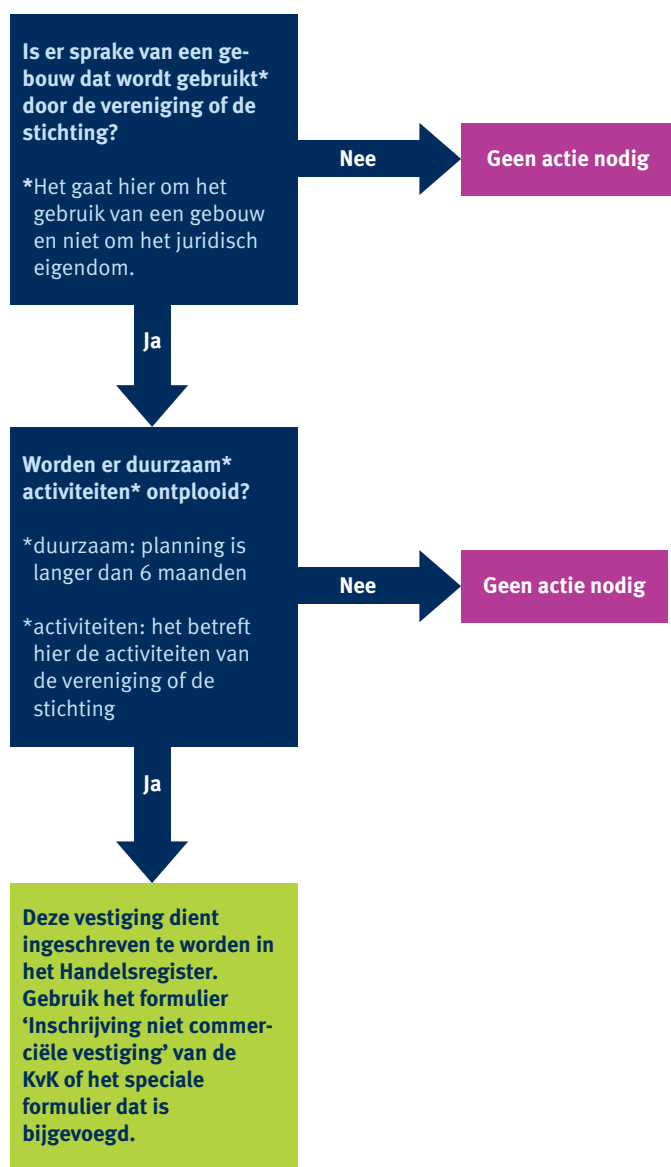 Is er sprake van een ge-
bouw dat wordt gebruikt*
door de vereniging of de
stichting?
*Het gaat hier om het
gebruik van een gebouw
en niet om het juridisch
eigendom.
Nee
Geen actie nodig
Ja
Worden er duurzaam*
activiteiten* ontplooid?
*duurzaam: planning is
langer dan 6 maanden
*activiteiten: het betreft
hier de activiteiten van
de vereniging of de
stichting
Nee
Geen actie nodig
Ja
Deze vestiging dient
ingeschreven te worden in
het Handelsregister.
Gebruik het formulier
‘Inschrijving niet commer-
ciële vestiging’ van de
KvK of het speciale
formulier dat is
bijgevoegd.